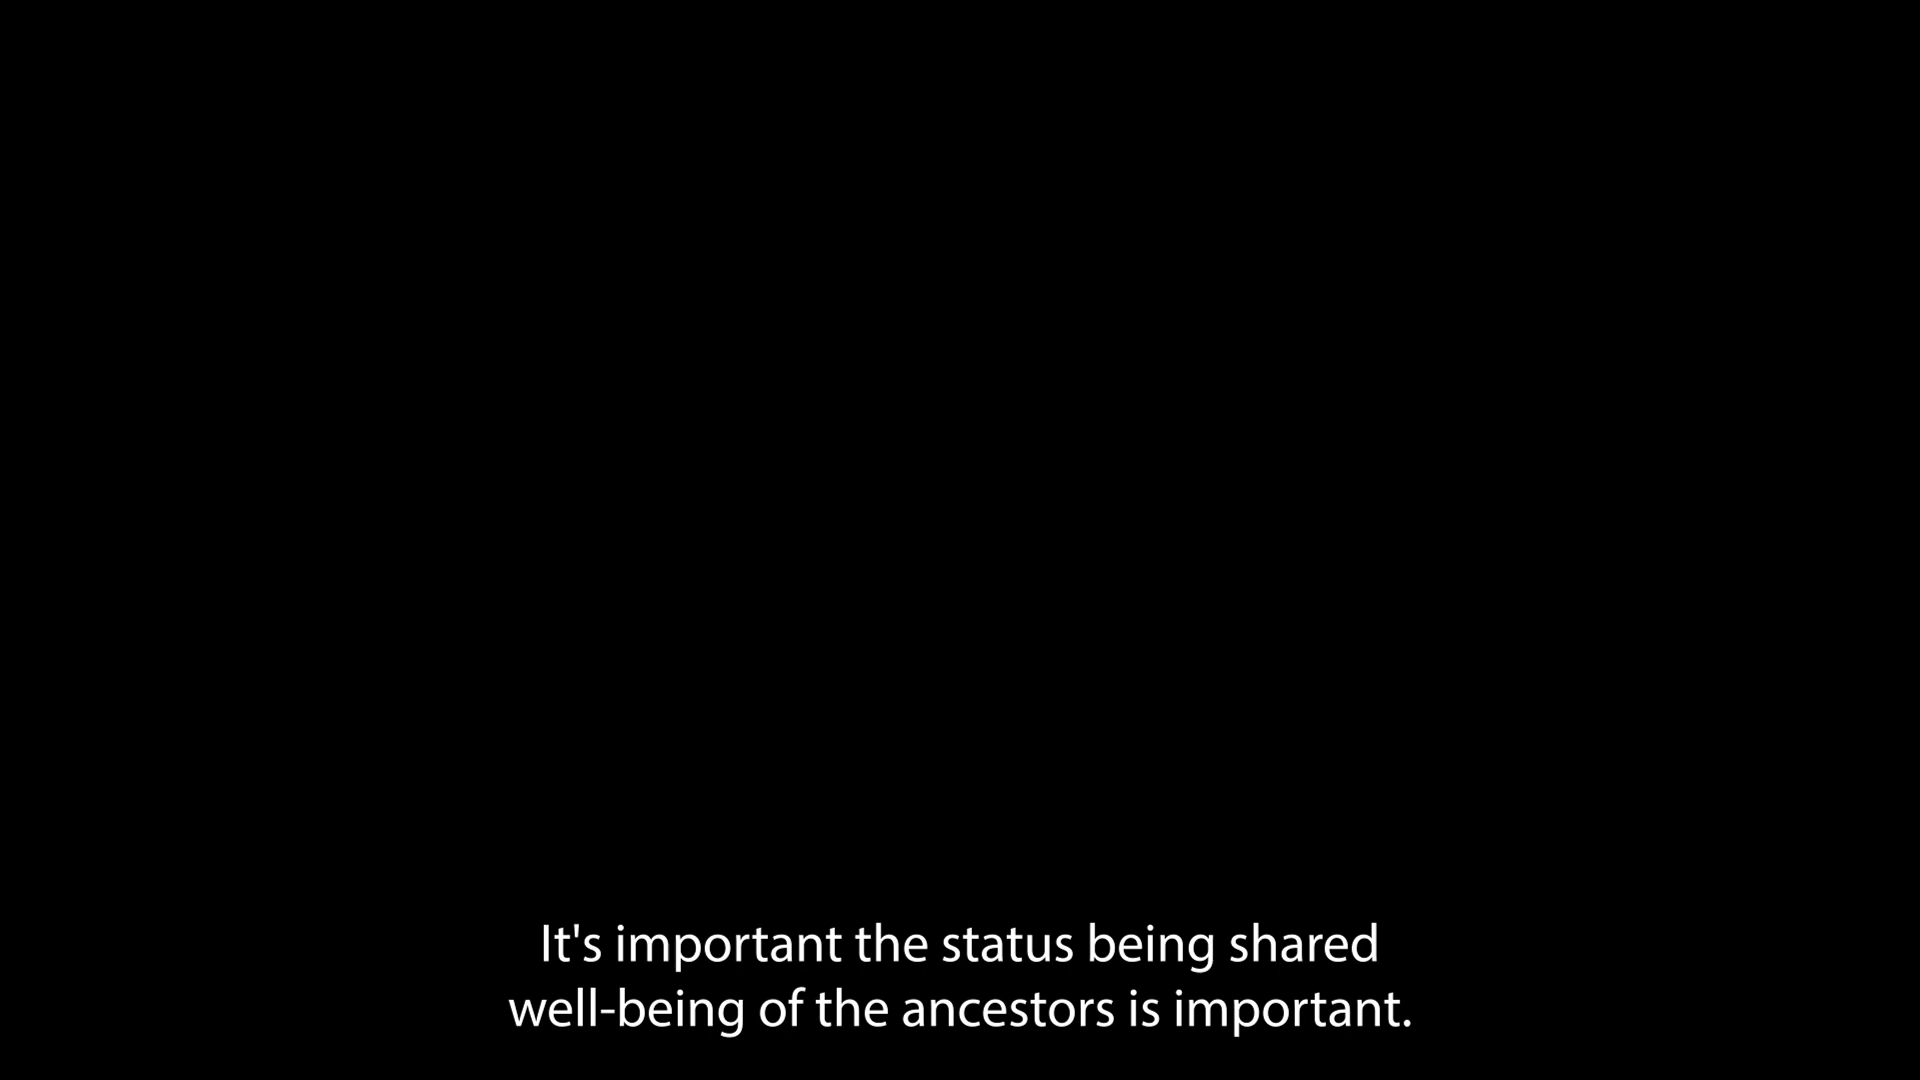 It's important the status being shared
well-being of the ancestors is important.